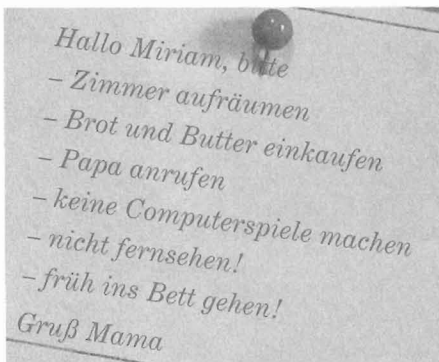 Hallo Miriam, bitte
– Zimmer aufräumen
– Brot und Butter einkaufen
– Papa anrufen
– keine Computerspiele machen
– nicht fernsehen!
– früh ins Bett gehen!
Gruß Mama